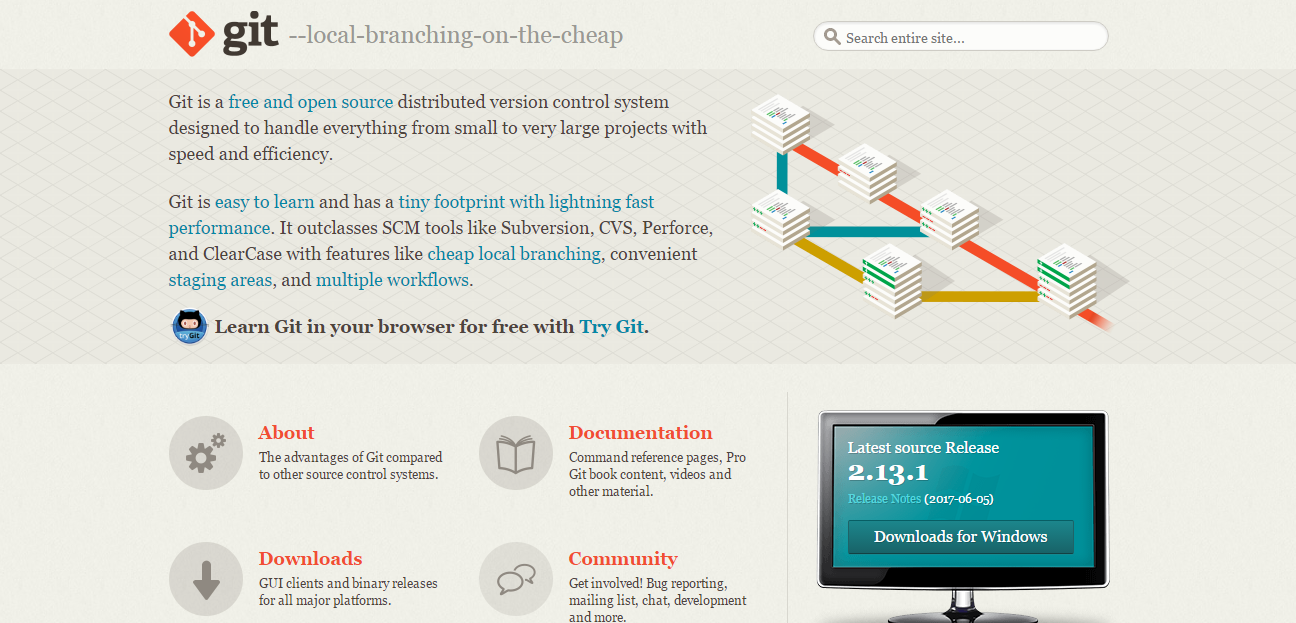 git --local-branching-on-the-cheap
Search entire site...
Git is a free and open source distributed version control system
designed to handle everything from small to very large projects with
speed and efficiency.
Git is easy to learn and has a tiny footprint with lightning fast
performance. It outclasses SCM tools like Subversion, CVS, Perforce,
and ClearCase with features like cheap local branching, convenient
staging areas, and multiple workflows.
try Git
Learn Git in your browser for free with Try Git.
About
The advantages of Git compared
to other source control systems.
Documentation
Command reference pages, Pro
Git book content, videos and
other material.
Downloads
GUI clients and binary releases
for all major platforms.
Community
Get involved! Bug reporting,
mailing list, chat, development
and more.
Latest source Release
2.13.1
Release Notes (2017-06-05)
Downloads for Windows